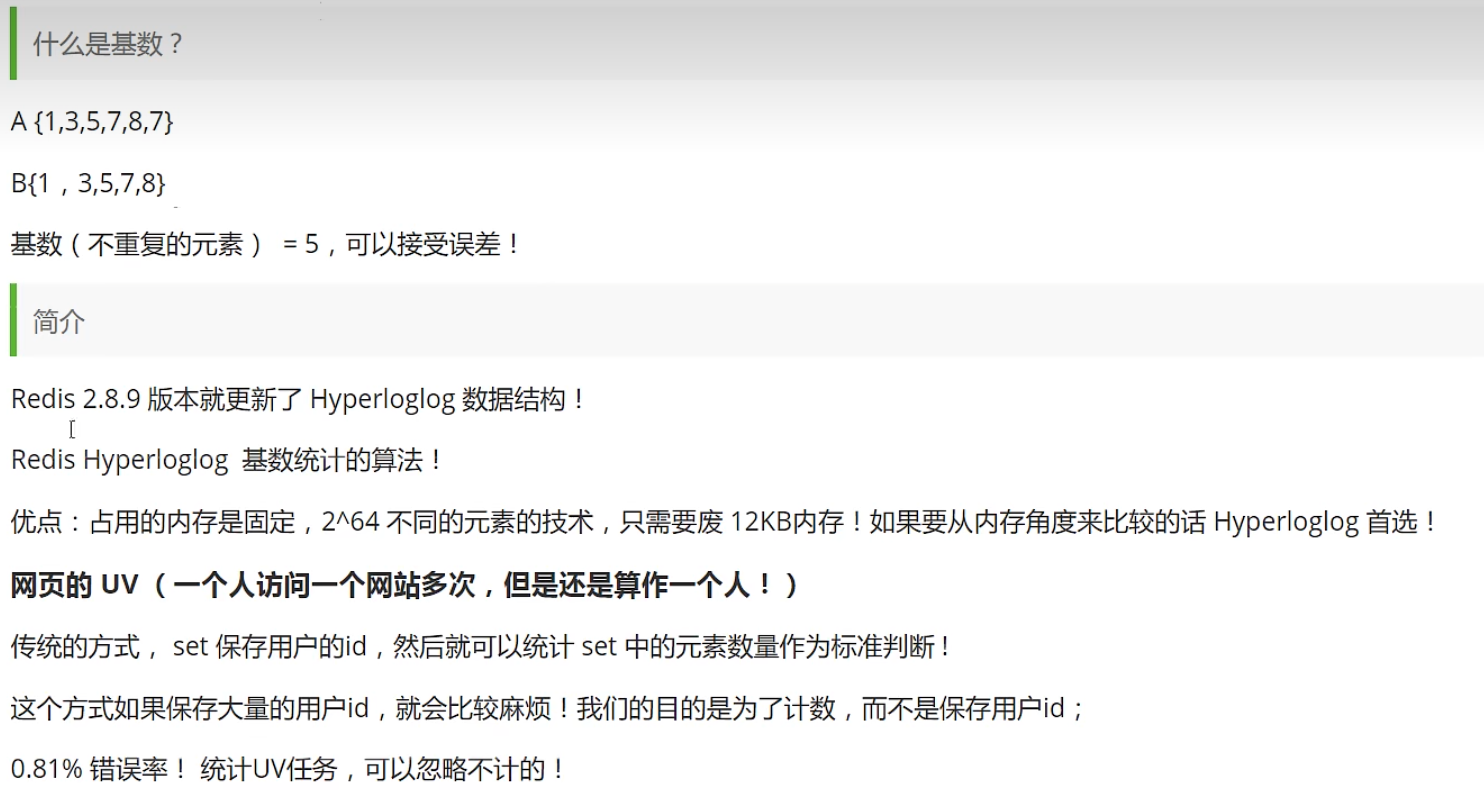 什么是基数？
A {1,3,5,7,8,7}
B{1，3,5,7,8}
基数（不重复的元素） = 5，可以接受误差！
简介
Redis 2.8.9 版本就更新了 Hyperloglog 数据结构！
Redis Hyperloglog 基数统计的算法！
优点：占用的内存是固定，2^64 不同的元素的技术，只需要废 12KB内存！如果要从内存角度来比较的话 Hyperloglog 首选！
网页的 UV （一个人访问一个网站多次，但是还是算作一个人！）
传统的方式， set 保存用户的id，然后就可以统计 set 中的元素数量作为标准判断！
这个方式如果保存大量的用户id，就会比较麻烦！我们的目的是为了计数，而不是保存用户id；
0.81% 错误率！ 统计UV任务，可以忽略不计的！